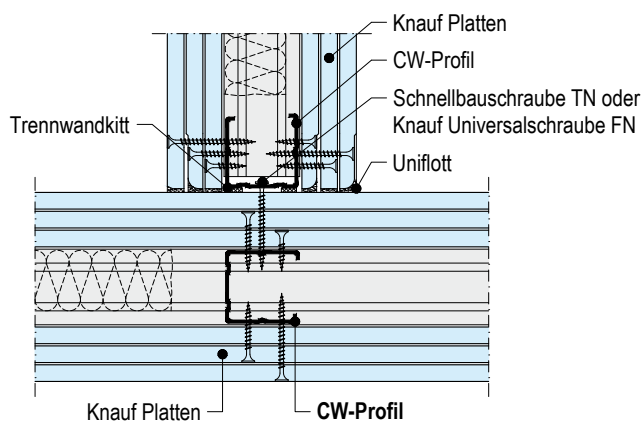 Knauf Platten
CW-Profil
Schnellbauschraube TN oder
Knauf Universalschraube FN
Trennwandkitt
Uniflott
Knauf Platten
CW-Profil